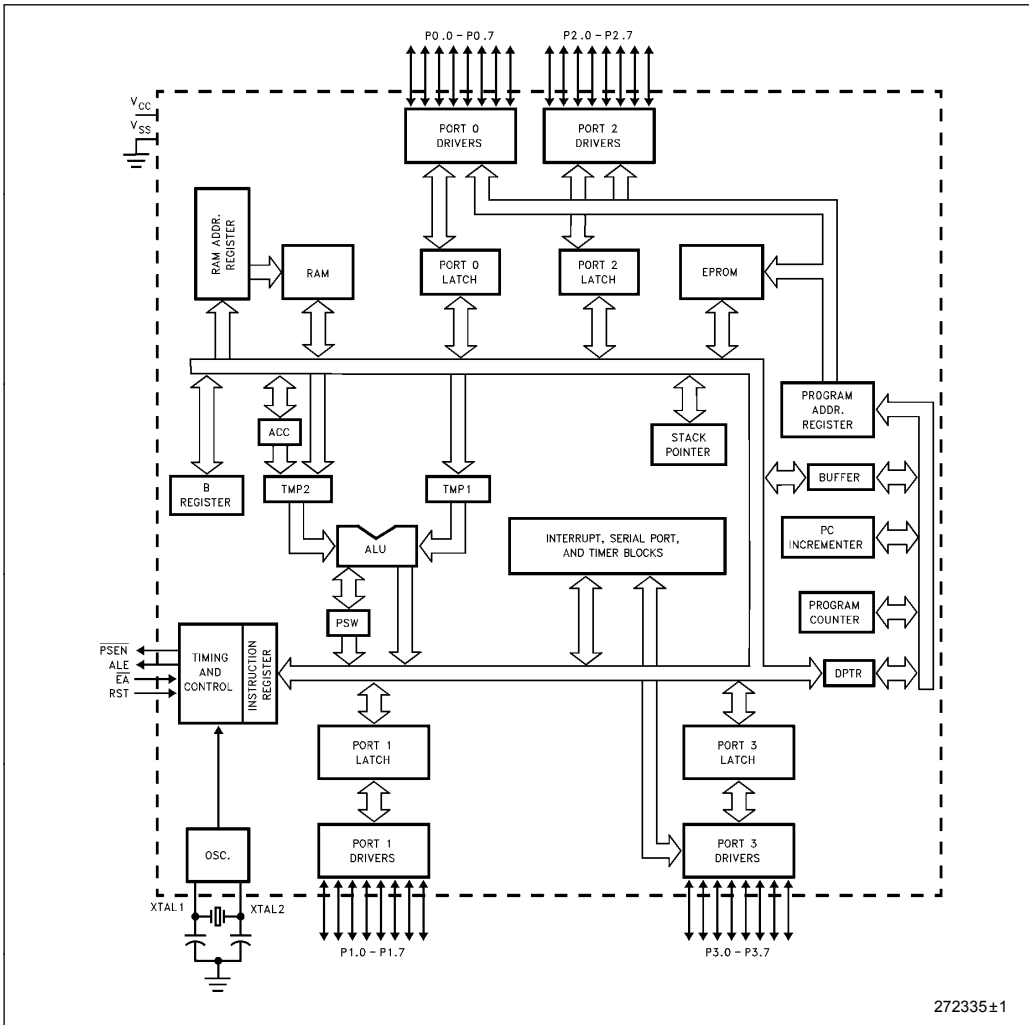 P0.0 – P0.7
P2.0 – P2.7
VCC
VSS
PORT 0
DRIVERS
PORT 2
DRIVERS
RAM ADDR.
REGISTER
RAM
PORT 0
LATCH
PORT 2
LATCH
EPROM
B
REGISTER
ACC
TMP2
TMP1
ALU
PSW
STACK
POINTER
PROGRAM
ADDR.
REGISTER
BUFFER
PC
INCREMENTER
PROGRAM
COUNTER
DPTR
INTERRUPT, SERIAL PORT,
AND TIMER BLOCKS
PSEN
ALE
EA
RST
TIMING
AND
CONTROL
INSTRUCTION
REGISTER
PORT 1
LATCH
PORT 3
LATCH
OSC.
PORT 1
DRIVERS
PORT 3
DRIVERS
XTAL1
XTAL2
P1.0 – P1.7
P3.0 – P3.7
272335±1